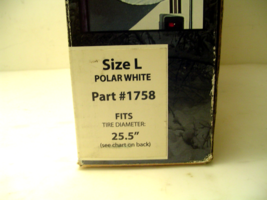 Size L
POLAR WHITE
Part #1758
FITS
TIRE DIAMETER:
25.5"
(see chart on back)